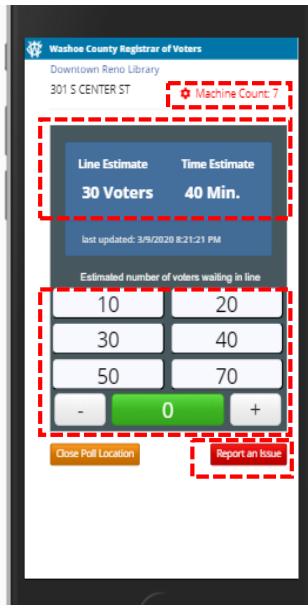 Washoe County Registrar of Voters
Downtown Reno Library
301 S CENTER ST
Machine Count: 7
Line Estimate Time Estimate
30 Voters 40 Min.
last updated: 3/9/2020 8:21:21 PM
Estimated number of voters waiting in line
10 20
30 40
50 70
- 0 +
Close Poll Location Report an Issue